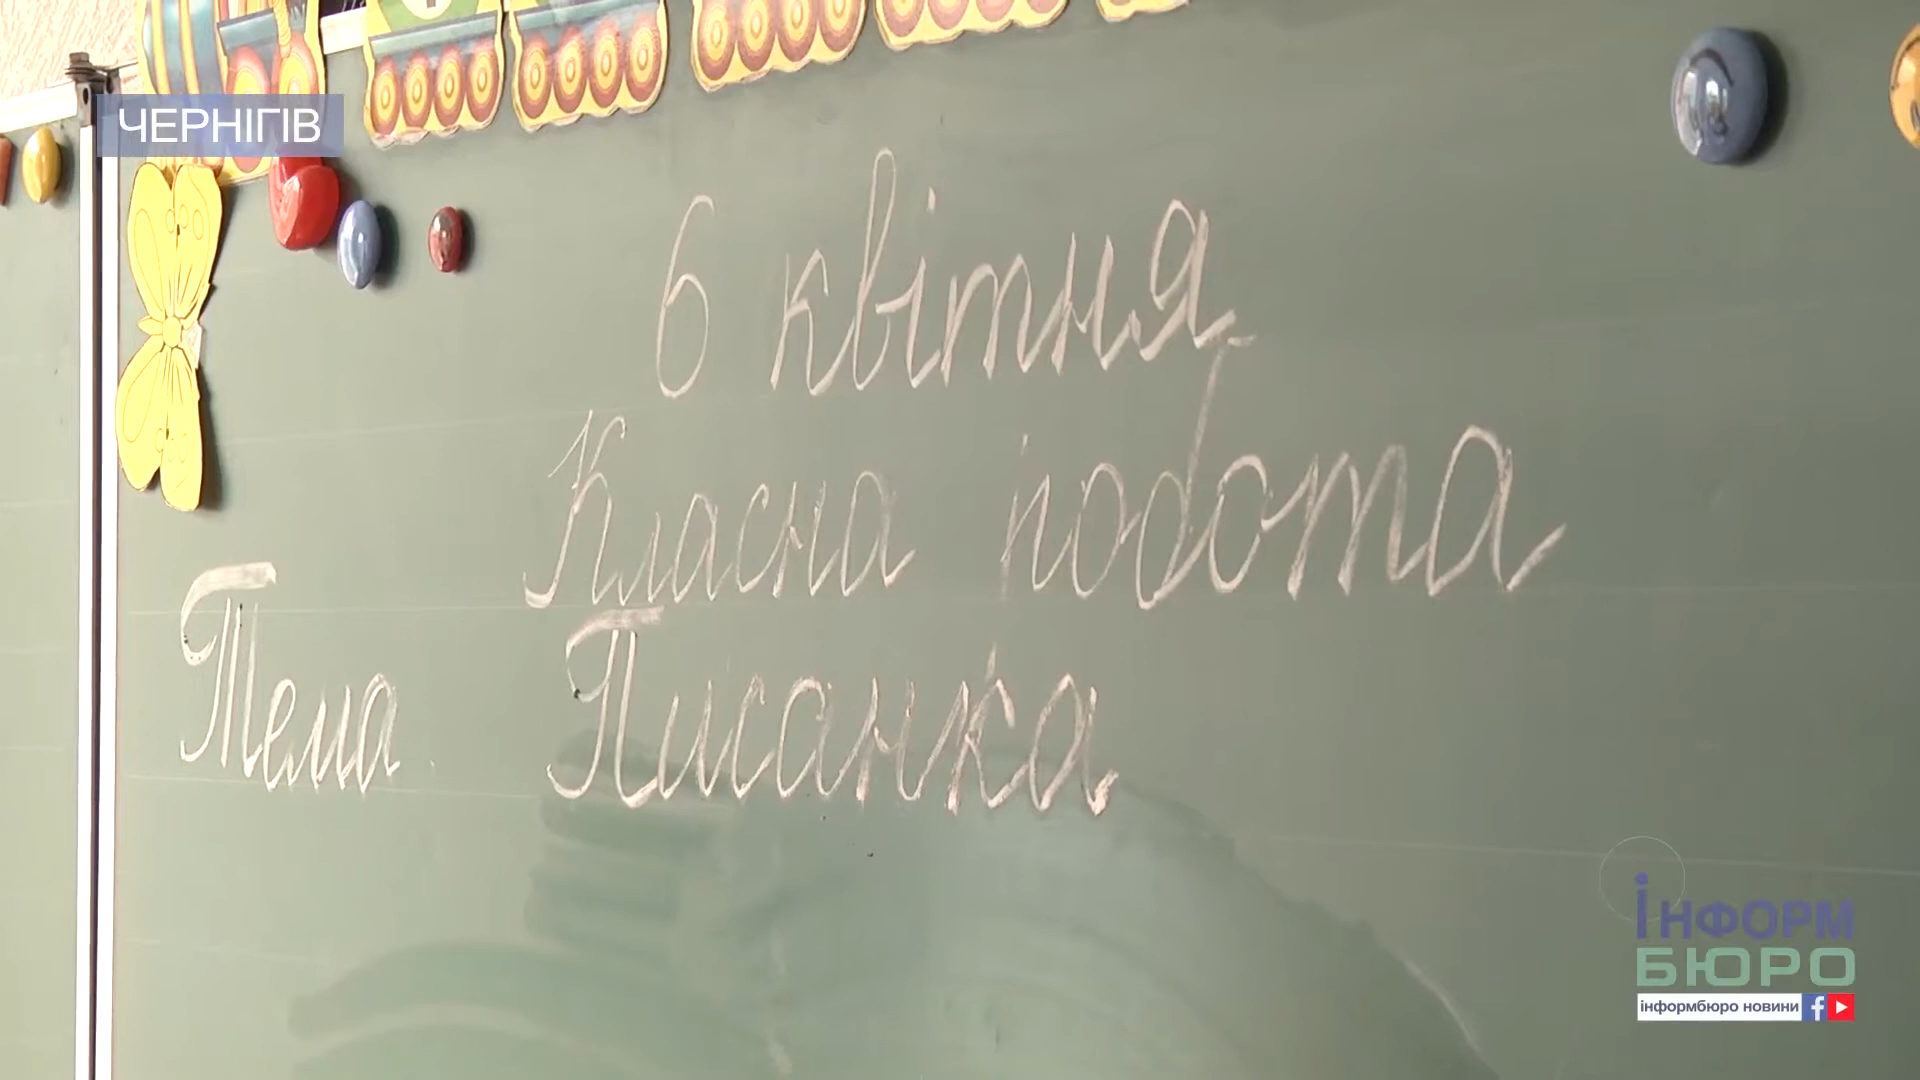 ЧЕРНІГІВ
6 квітня
Класна робота
Тема Писанка
інФОРМ
БЮРО
інформбюро новини